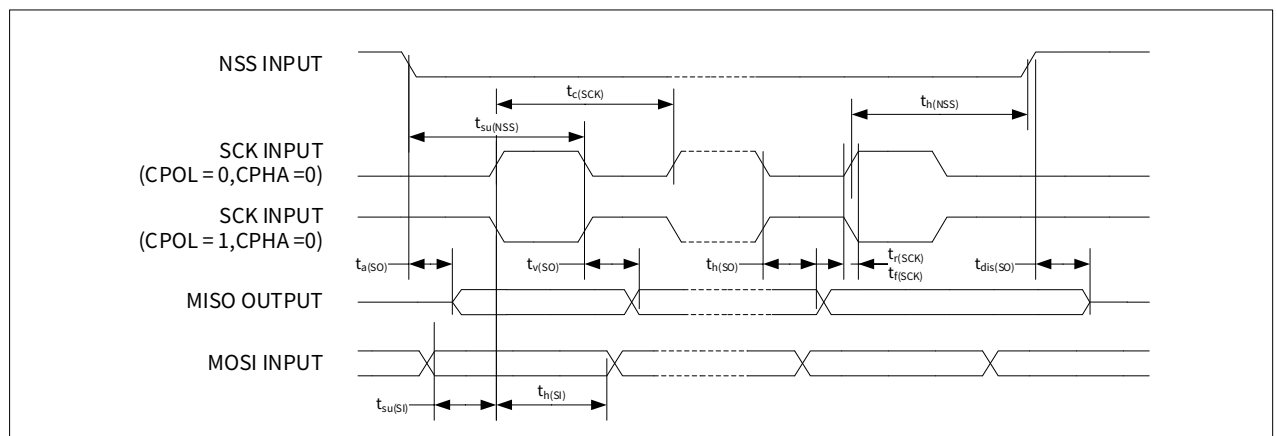 NSS INPUT
tc(SCK)
th(NSS)
tsu(NSS)
SCK INPUT
(CPOL = 0,CPHA =0)
SCK INPUT
(CPOL = 1,CPHA =0)
ta(SO)
tv(SO)
th(SO)
tr(SCK)
tf(SCK)
tdis(SO)
MISO OUTPUT
MOSI INPUT
tsu(SI)
th(SI)